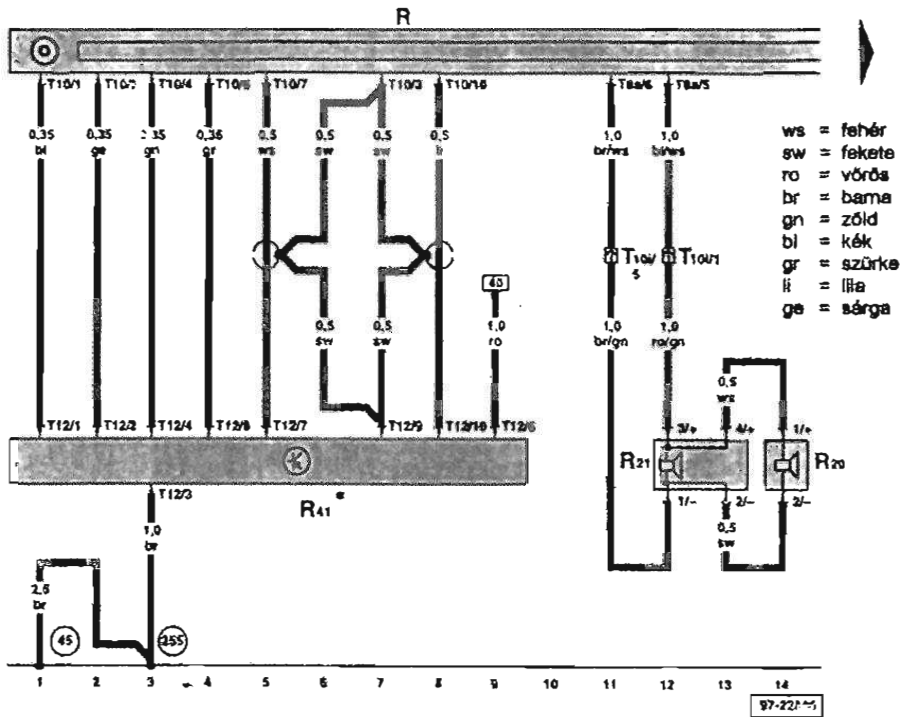 R
T10/1 T10/2 T10/4 T10/7 T10/3 T10/10 T8a/6 T8a/5
0,35 0,35 0,35 0,5 0,5 0,5 0,5 1,0 1,0
bl ge gn gr ws sw sw li br/ws bl/ws
ws = fehér
sw = fekete
ro = vörös
br = barna
gn = zöld
bl = kék
gr = szürke
li = lila
ge = sárga
T10i/5 T10i/1
0,5 0,5 1,0 1,0 1,0
sw sw ro br/gn ro/gn
0,5
ws
T12/1 T12/2 T12/4 T12/7 T12/9 T12/10 T12/6
3/+ 4/+ 1/+
R21 R20
1/- 2/- 2/-
T12/3
R41 *
1,0
br
0,5
sw
2,5
br
45 255
1 2 3 4 5 6 7 8 9 10 11 12 13 14